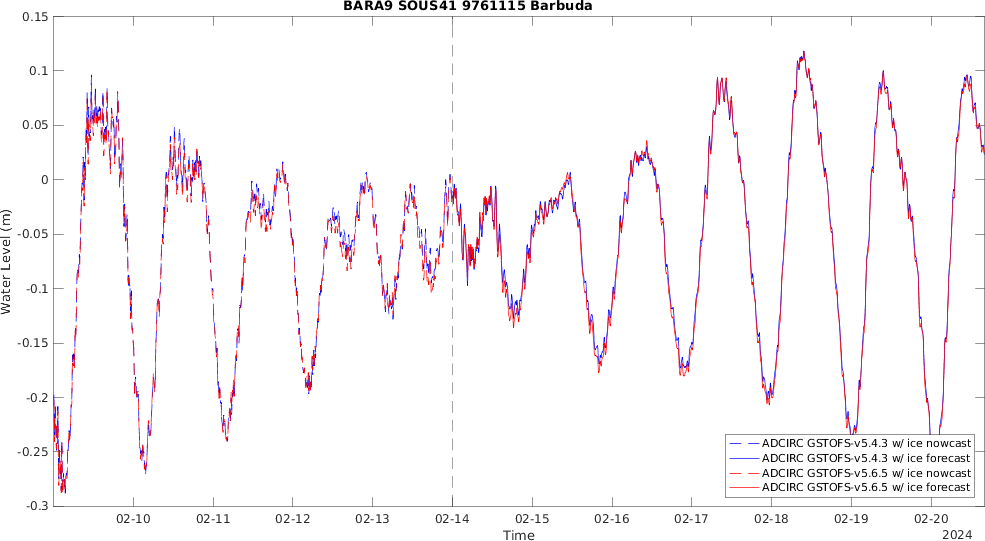 BARA9 SOUS41 9761115 Barbuda
0.15
0.1
0.05
0
-0.05
-0.1
-0.15
-0.2
-0.25
-0.3
Water Level (m)
02-10 02-11 02-12 02-13 02-14 02-15 02-16 02-17 02-18 02-19 02-20
Time
2024
ADCIRC GSTOFS-v5.4.3 w/ ice nowcast
ADCIRC GSTOFS-v5.4.3 w/ ice forecast
ADCIRC GSTOFS-v5.6.5 w/ ice nowcast
ADCIRC GSTOFS-v5.6.5 w/ ice forecast